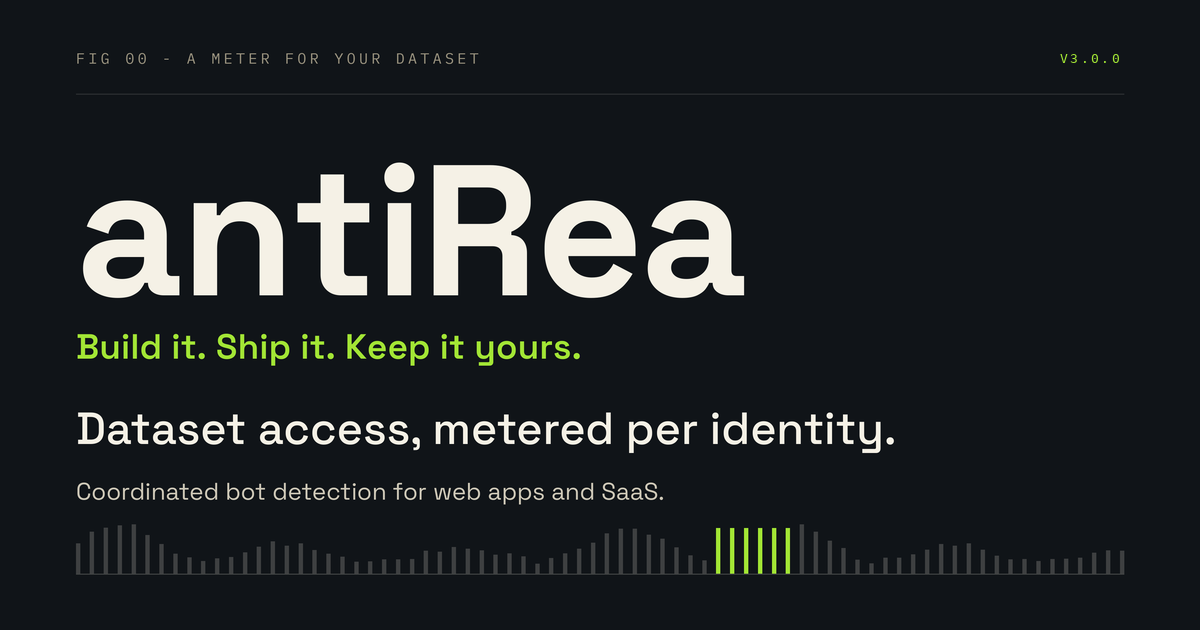 FIG 00 - A METER FOR YOUR DATASET
V3.0.0
antiRea
Build it. Ship it. Keep it yours.
Dataset access, metered per identity.
Coordinated bot detection for web apps and SaaS.